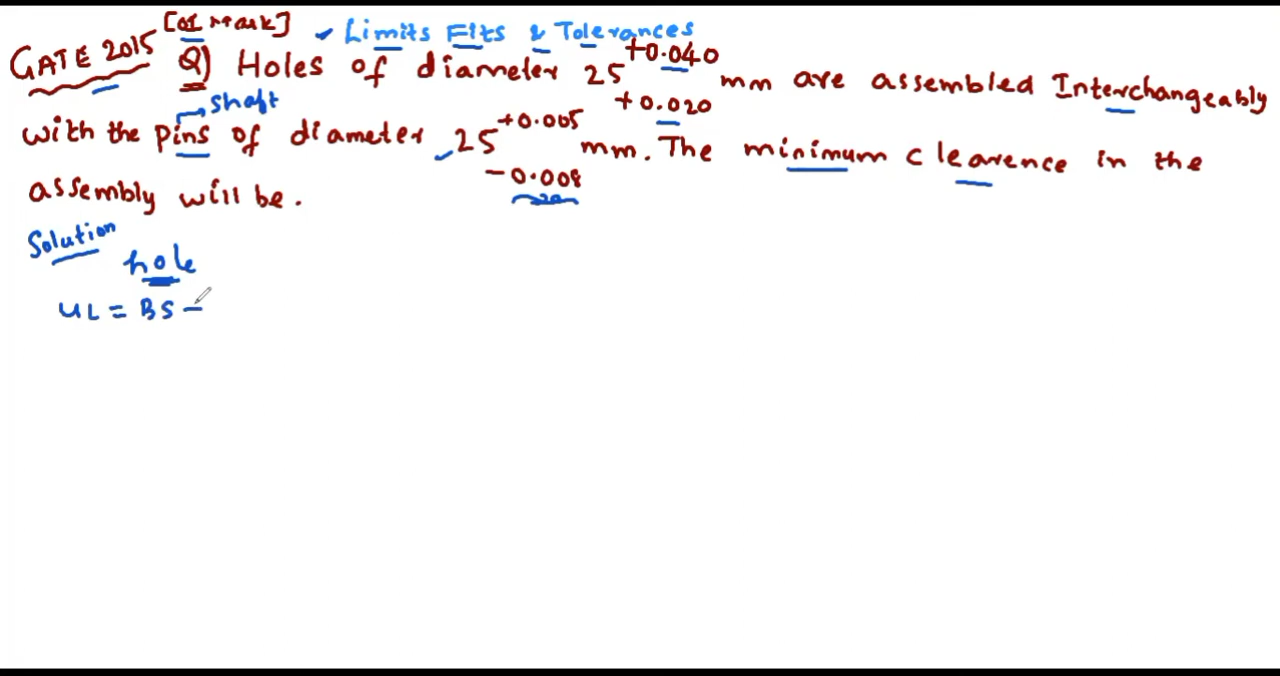 [01 Mark] ✓ Limits Fits & Tolerances
GATE 2015 Q) Holes of diameter 25 +0.040 +0.020 mm are assembled Interchangeably
with the pins → shaft of diameter 25 +0.005 -0.008 mm. The minimum clearence in the
assembly will be.
Solution
hole
UL = BS -